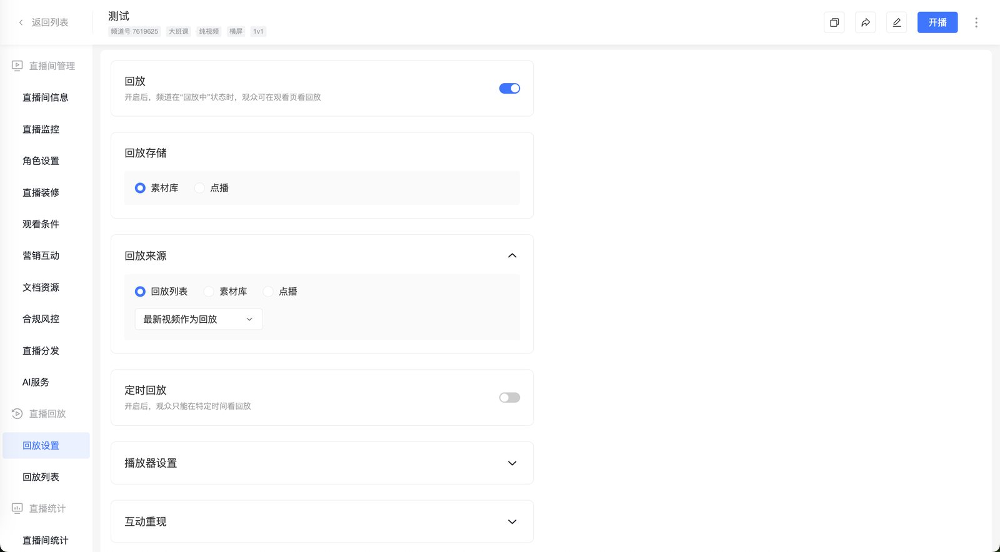 返回列表
测试
频道号 7619625 大班课 纯视频 横屏 1v1
开播
直播间管理
直播间信息
直播监控
角色设置
直播装修
观看条件
营销互动
文档资源
合规风控
直播分发
AI服务
直播回放
回放设置
回放列表
直播统计
直播间统计
回放
开启后，频道在“回放中”状态时，观众可在观看页看回放
回放存储
素材库 点播
回放来源
回放列表 素材库 点播
最新视频作为回放
定时回放
开启后，观众只能在特定时间看回放
播放器设置
互动重现